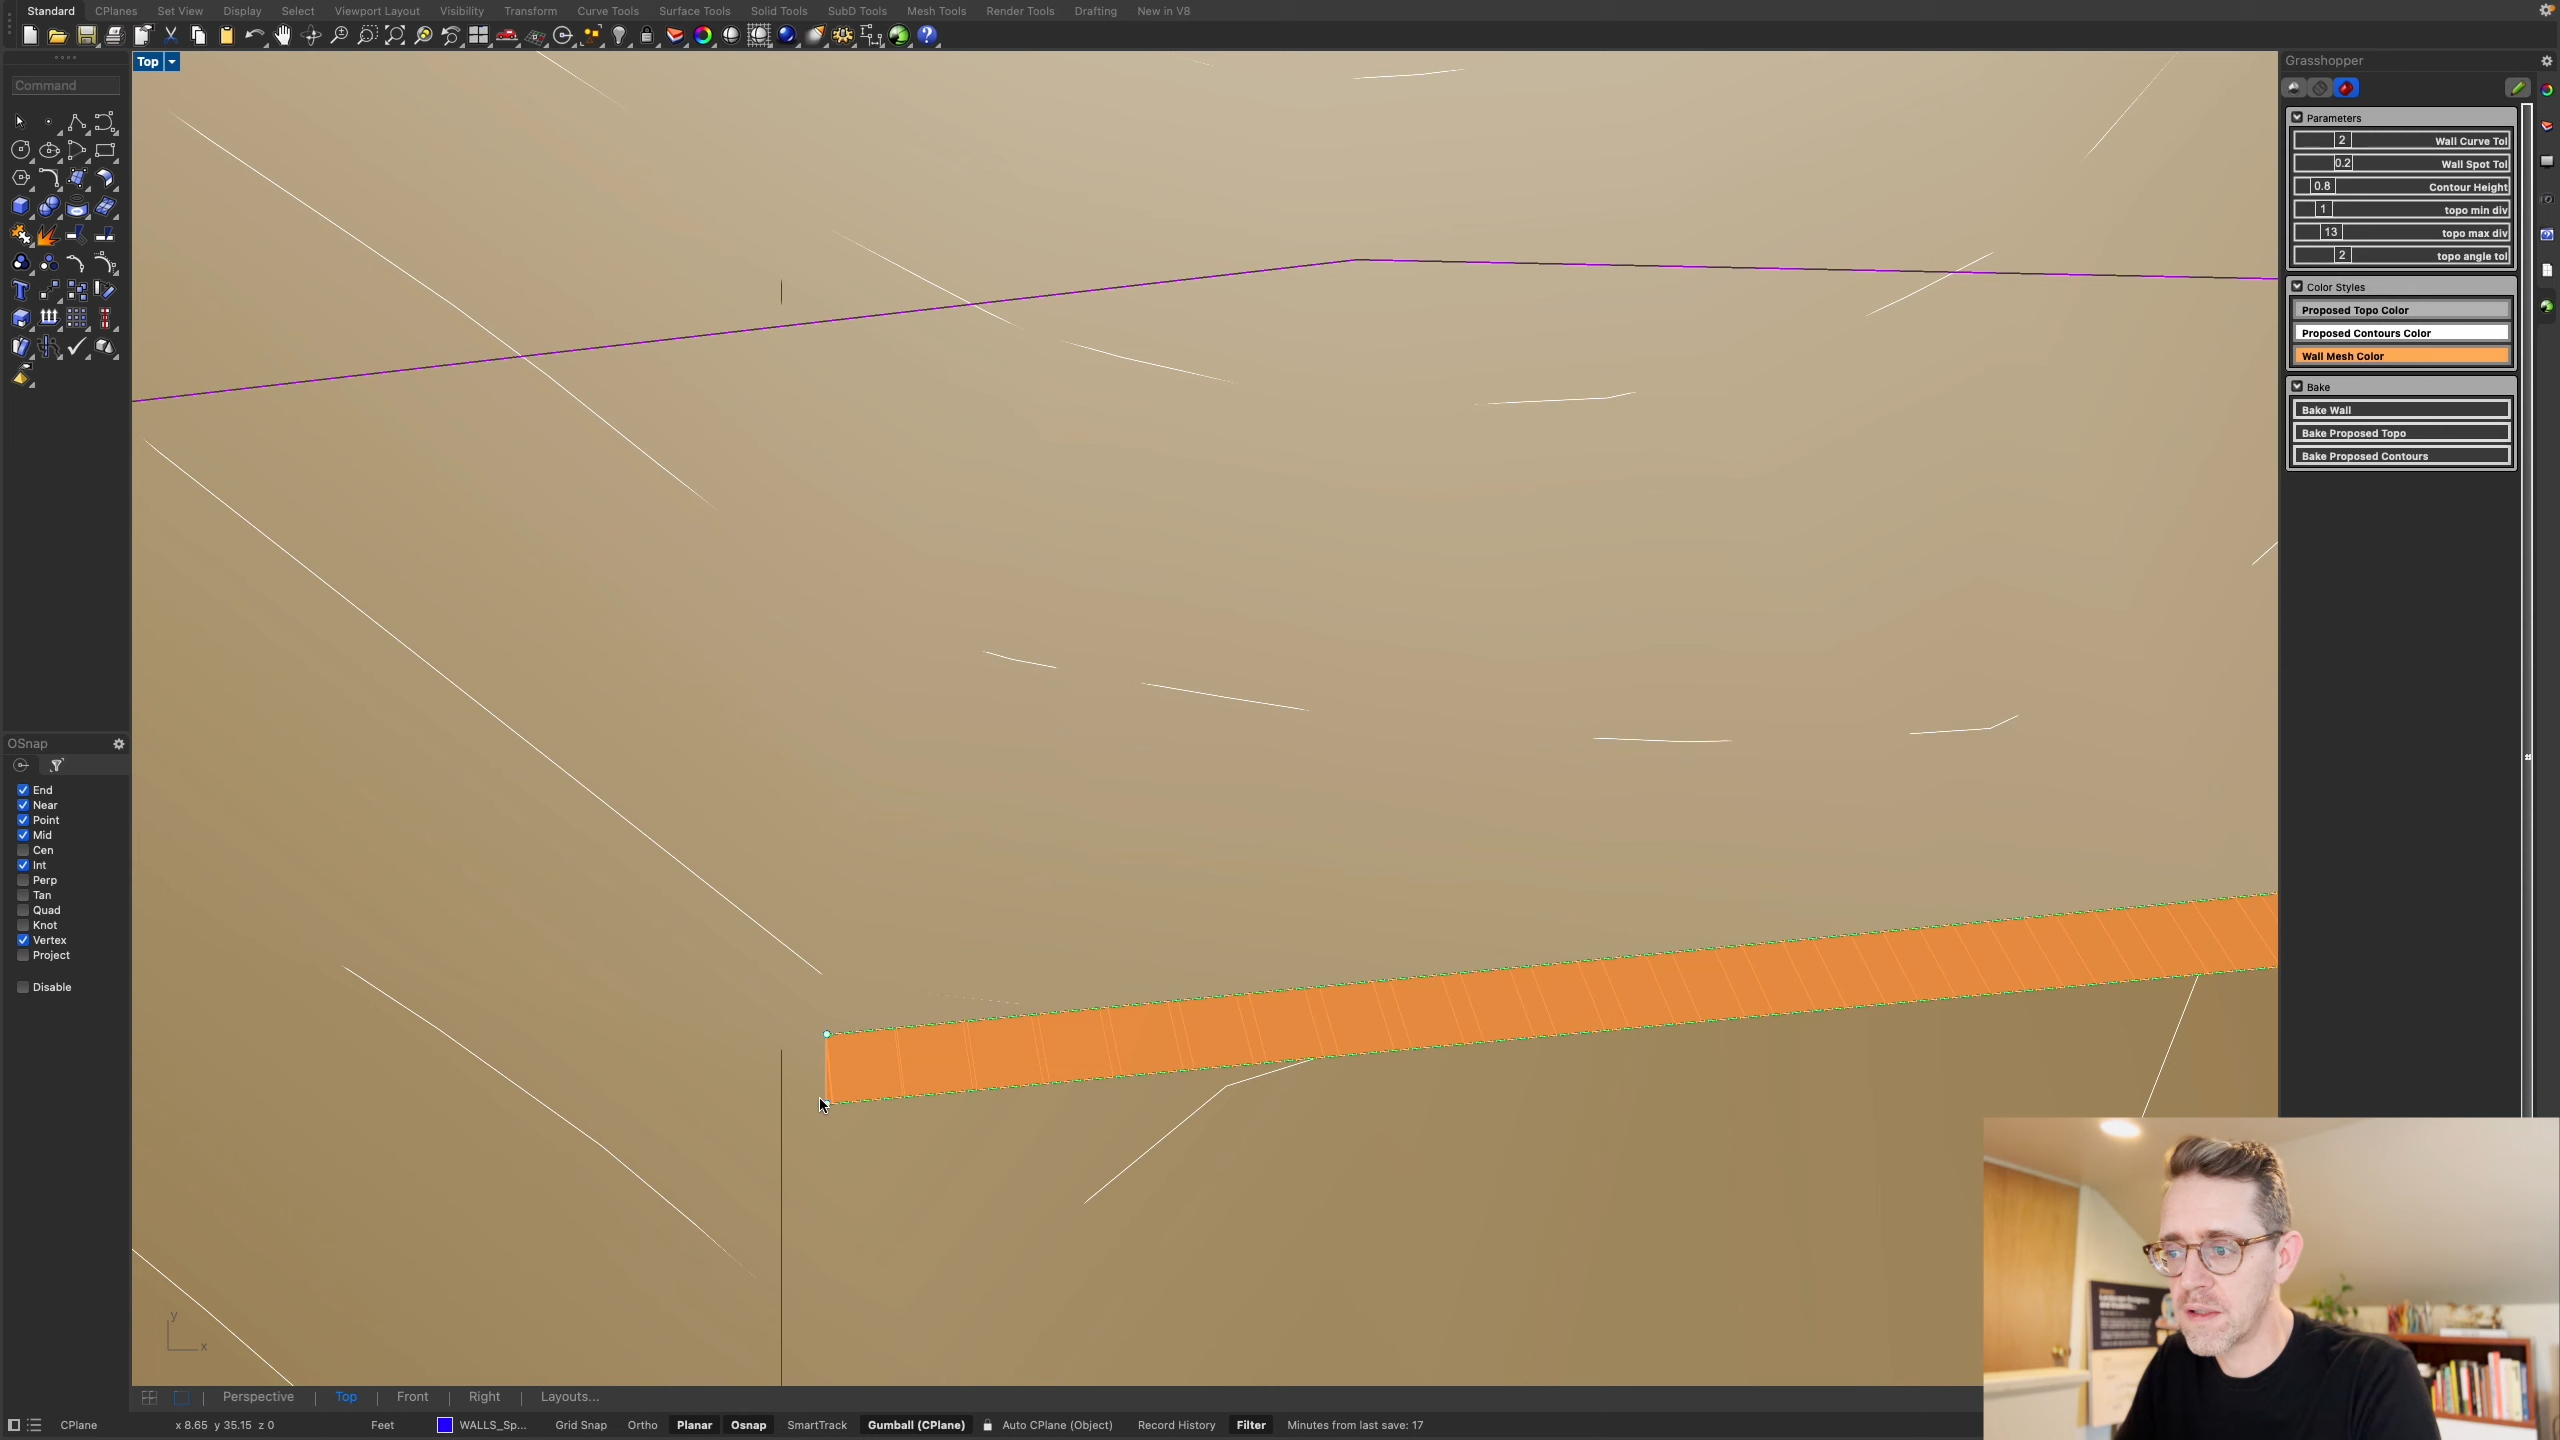 Standard CPlanes Set View Display Select Viewport Layout Visibility Transform Curve Tools Surface Tools Solid Tools SubD Tools Mesh Tools Render Tools Drafting New in V8
Top
Command
OSnap
End
Near
Point
Mid
Cen
Int
Perp
Tan
Quad
Knot
Vertex
Project
Disable
y
x
Grasshopper
Parameters
2 Wall Curve Tol
0.2 Wall Spot Tol
0.8 Contour Height
1 topo min div
13 topo max div
2 topo angle tol
Color Styles
Proposed Topo Color
Proposed Contours Color
Wall Mesh Color
Bake
Bake Wall
Bake Proposed Topo
Bake Proposed Contours
Perspective | Top | Front | Right | Layouts...
CPlane x 8.65 y 35.15 z 0 Feet WALLS_Sp... Grid Snap Ortho Planar Osnap SmartTrack Gumball (CPlane) Auto CPlane (Object) Record History Filter Minutes from last save: 17